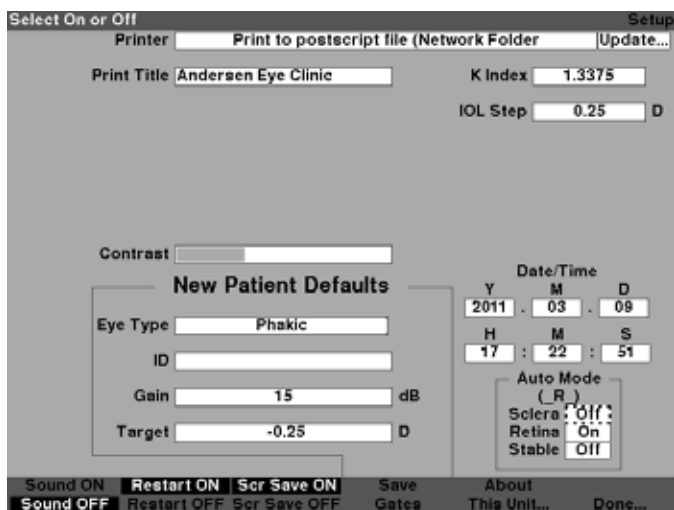 Select On or Off Setup
Printer Print to postscript file (Network Folder Update...
Print Title Andersen Eye Clinic K Index 1.3375
IOL Step 0.25 D
Contrast
Date/Time
New Patient Defaults Y M D
2011 . 03 . 09
Eye Type Phakic H M S
17 : 22 : 51
ID
Auto Mode
Gain 15 dB (_R_)
Sclera Off
Target -0.25 D Retina On
Stable Off
Sound ON Restart ON Scr Save ON Save About
Sound OFF Restart OFF Scr Save OFF Gates This Unit... Done...